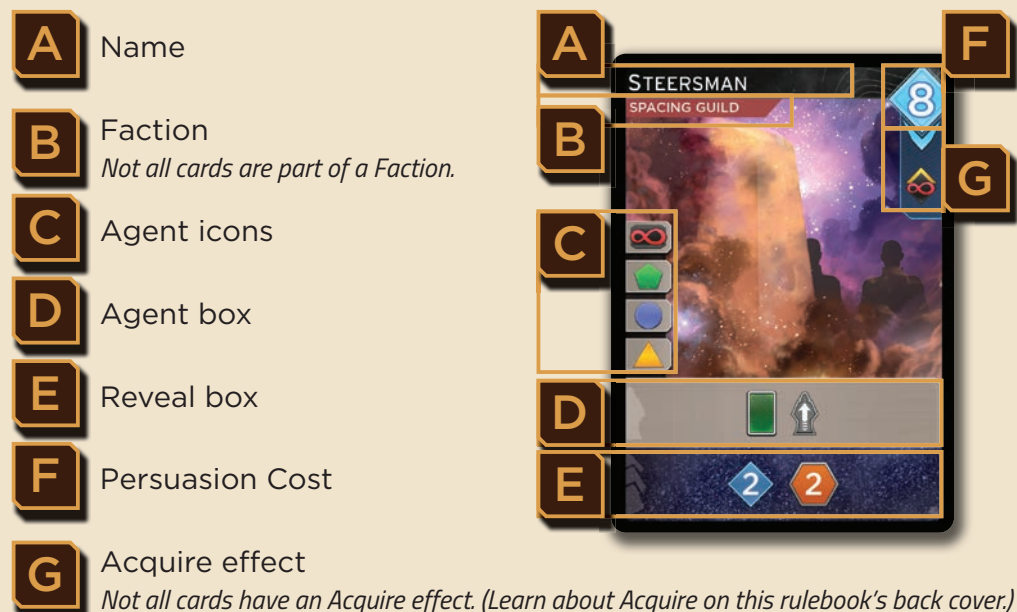 A Name
B Faction
Not all cards are part of a Faction.
C Agent icons
D Agent box
E Reveal box
F Persuasion Cost
G Acquire effect
Not all cards have an Acquire effect. (Learn about Acquire on this rulebook's back cover.)
A
F
STEERSMAN
8
B
SPACING GUILD
G
C
D
E
2 2